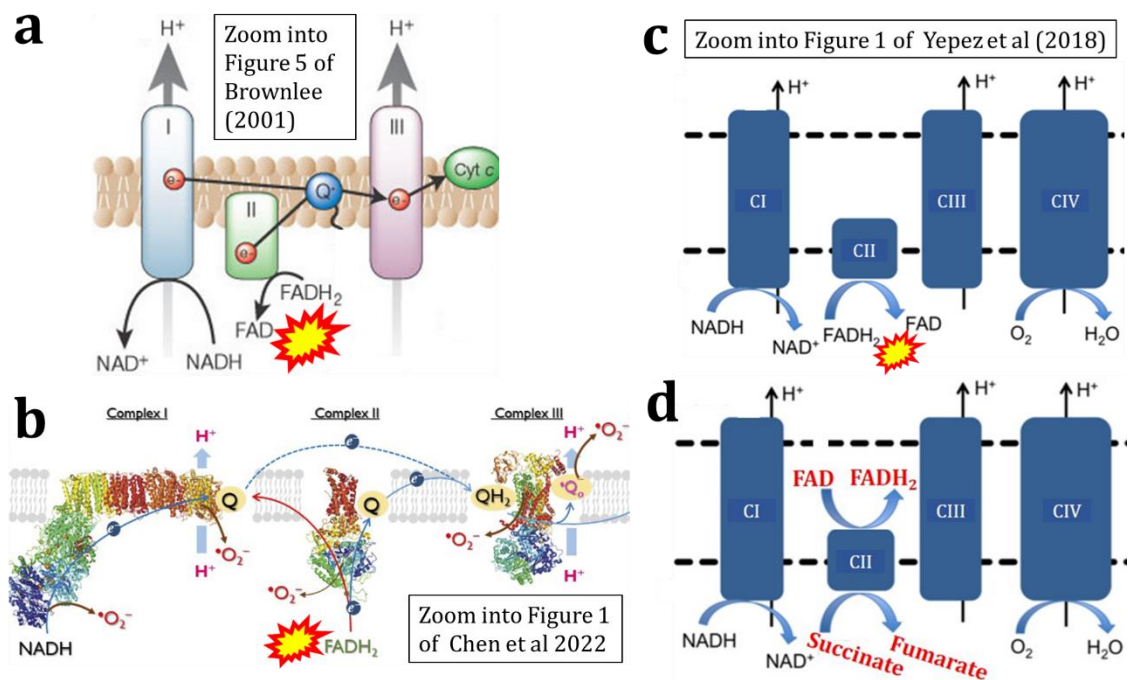 a
H⁺
H⁺
Zoom into
Figure 5 of
Brownlee
(2001)
I
III
e-
Q•
Cyt c
II
e-
e-
FADH₂
FAD
NAD⁺
NADH
b
Complex I
Complex II
Complex III
•O₂⁻
H⁺
e⁻
H⁺
Q
e⁻
Q
e⁻
QH₂
•Qₒ
e⁻
•O₂⁻
•O₂⁻
H⁺
•O₂⁻
H⁺
•O₂⁻
e⁻
NADH
FADH₂
Zoom into Figure 1
of Chen et al 2022
c
Zoom into Figure 1 of Yepez et al (2018)
H⁺
H⁺
H⁺
CI
CII
CIII
CIV
NADH
NAD⁺
FADH₂
FAD
O₂
H₂O
d
H⁺
H⁺
H⁺
FAD
FADH₂
CI
CII
CIII
CIV
NADH
NAD⁺
Succinate
Fumarate
O₂
H₂O